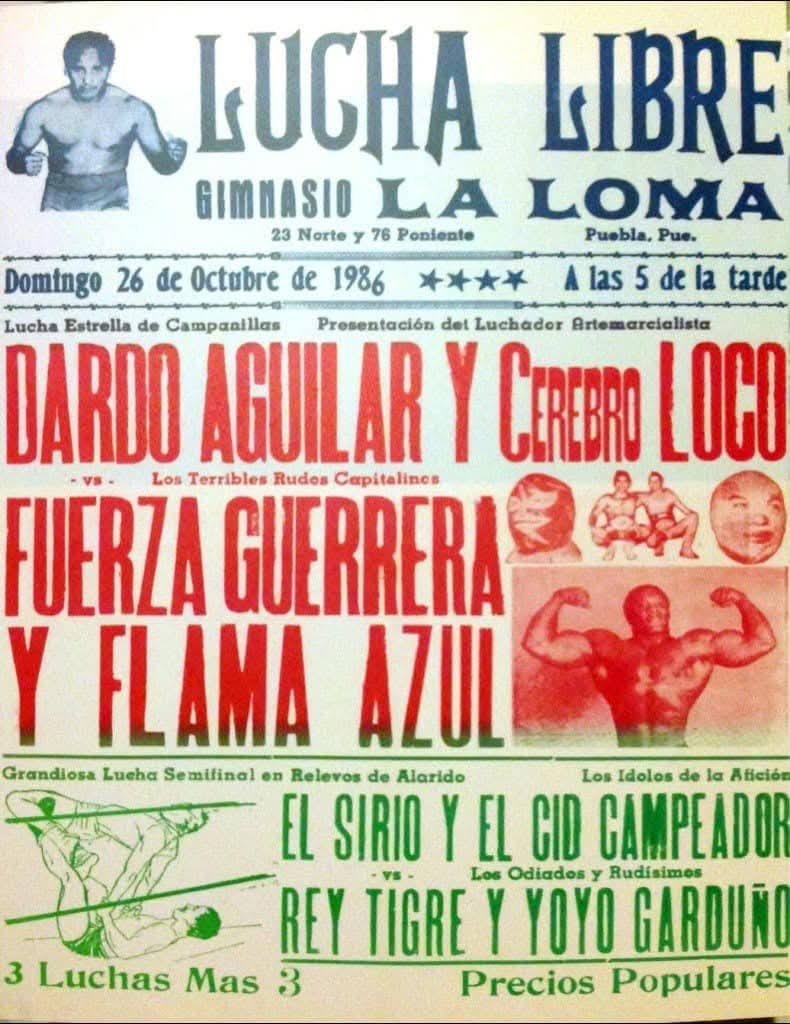 LUCHA LIBRE
GIMNASIO LA LOMA
23 Norte y 76 Poniente Puebla, Pue.
Domingo 26 de Octubre de 1986 ★★★★ A las 5 de la tarde
Lucha Estrella de Campanillas Presentación del Luchador Artemarcialista
DARDO AGUILAR Y CEREBRO LOCO
- vs - Los Terribles Rudos Capitalinos
FUERZA GUERRERA
Y FLAMA AZUL
Grandiosa Lucha Semifinal en Relevos de Alarido Los Idolos de la Afición
EL SIRIO Y EL CID CAMPEADOR
- vs - Los Odiados y Rudísimos
REY TIGRE Y YOYO GARDUÑO
3 Luchas Mas 3 Precios Populares